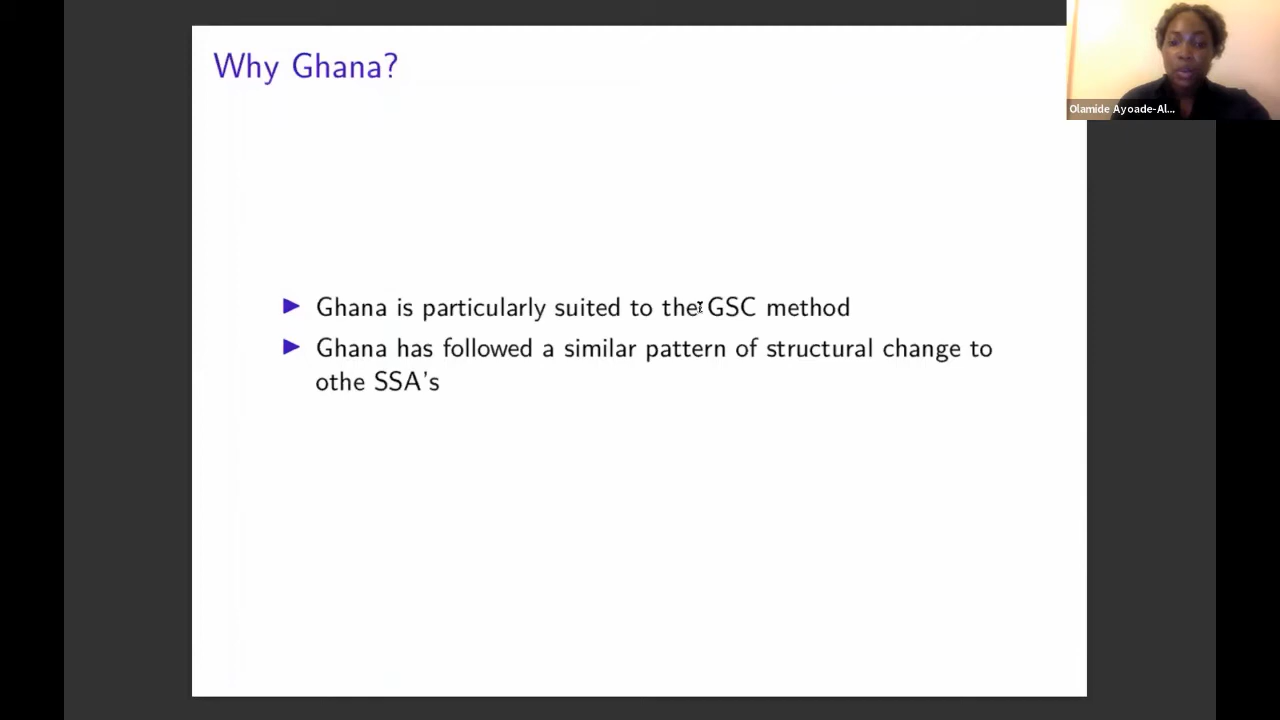 Why Ghana?
Olamide Ayoade-Al...
▶ Ghana is particularly suited to the GSC method
▶ Ghana has followed a similar pattern of structural change to
othe SSA's